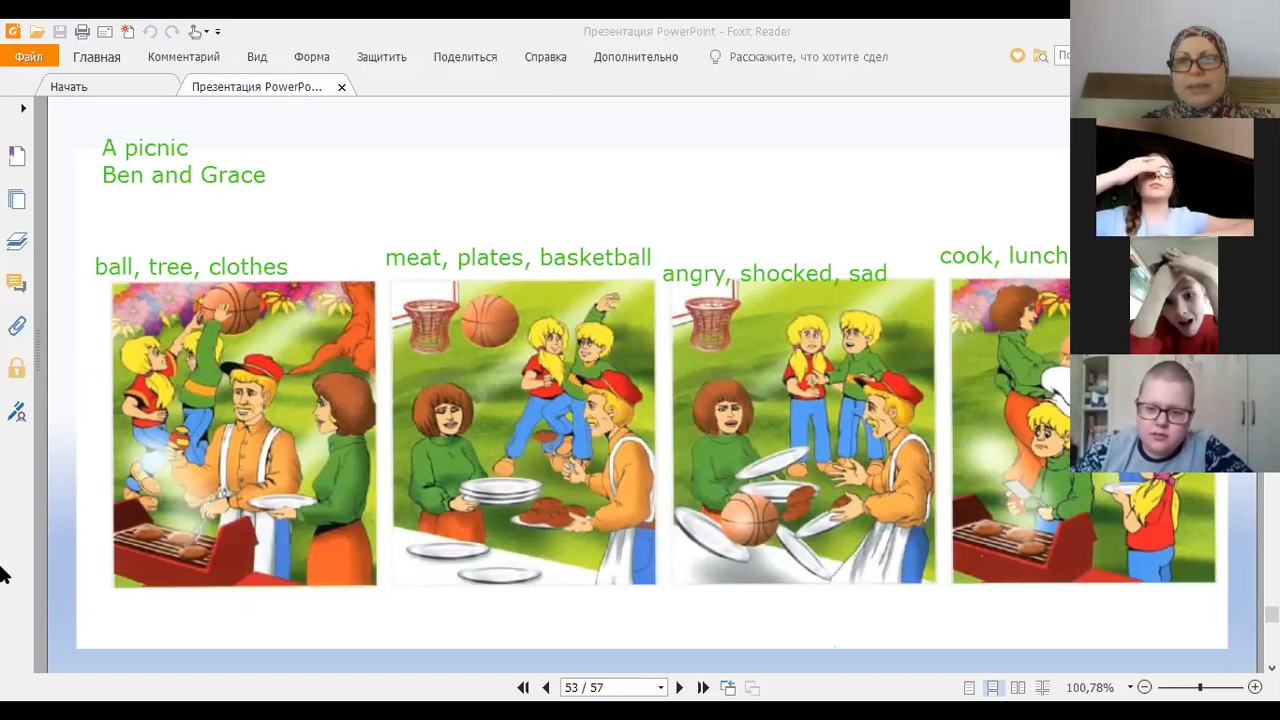 Презентация PowerPoint - Foxit Reader
Файл
Главная
Комментарий
Вид
Форма
Защитить
Поделиться
Справка
Дополнительно
Расскажите, что хотите сдел
Начать
Презентация PowerPo...
A picnic
Ben and Grace
ball, tree, clothes
meat, plates, basketball
angry, shocked, sad
cook, lunch
53 / 57
100,78%